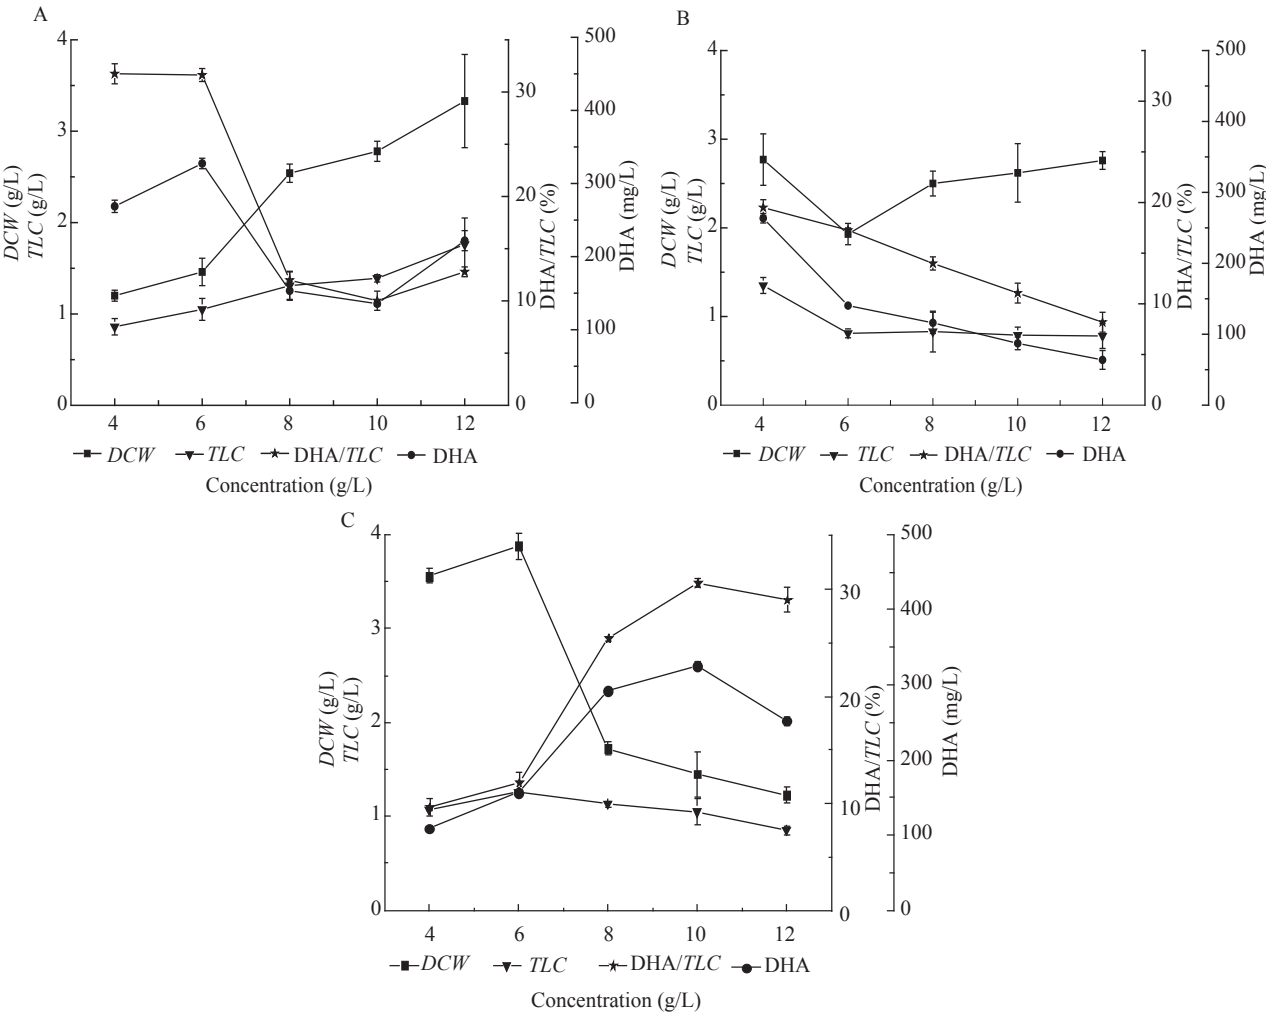 A
4
3
2
1
0
DCW (g/L)
TLC (g/L)
30
20
10
0
DHA/TLC (%)
500
400
300
200
100
0
DHA (mg/L)
4 6 8 10 12
DCW TLC DHA/TLC DHA
Concentration (g/L)
B
4
3
2
1
0
DCW (g/L)
TLC (g/L)
30
20
10
0
DHA/TLC (%)
500
400
300
200
100
0
DHA (mg/L)
4 6 8 10 12
DCW TLC DHA/TLC DHA
Concentration (g/L)
C
4
3
2
1
0
DCW (g/L)
TLC (g/L)
30
20
10
0
DHA/TLC (%)
500
400
300
200
100
0
DHA (mg/L)
4 6 8 10 12
DCW TLC DHA/TLC DHA
Concentration (g/L)